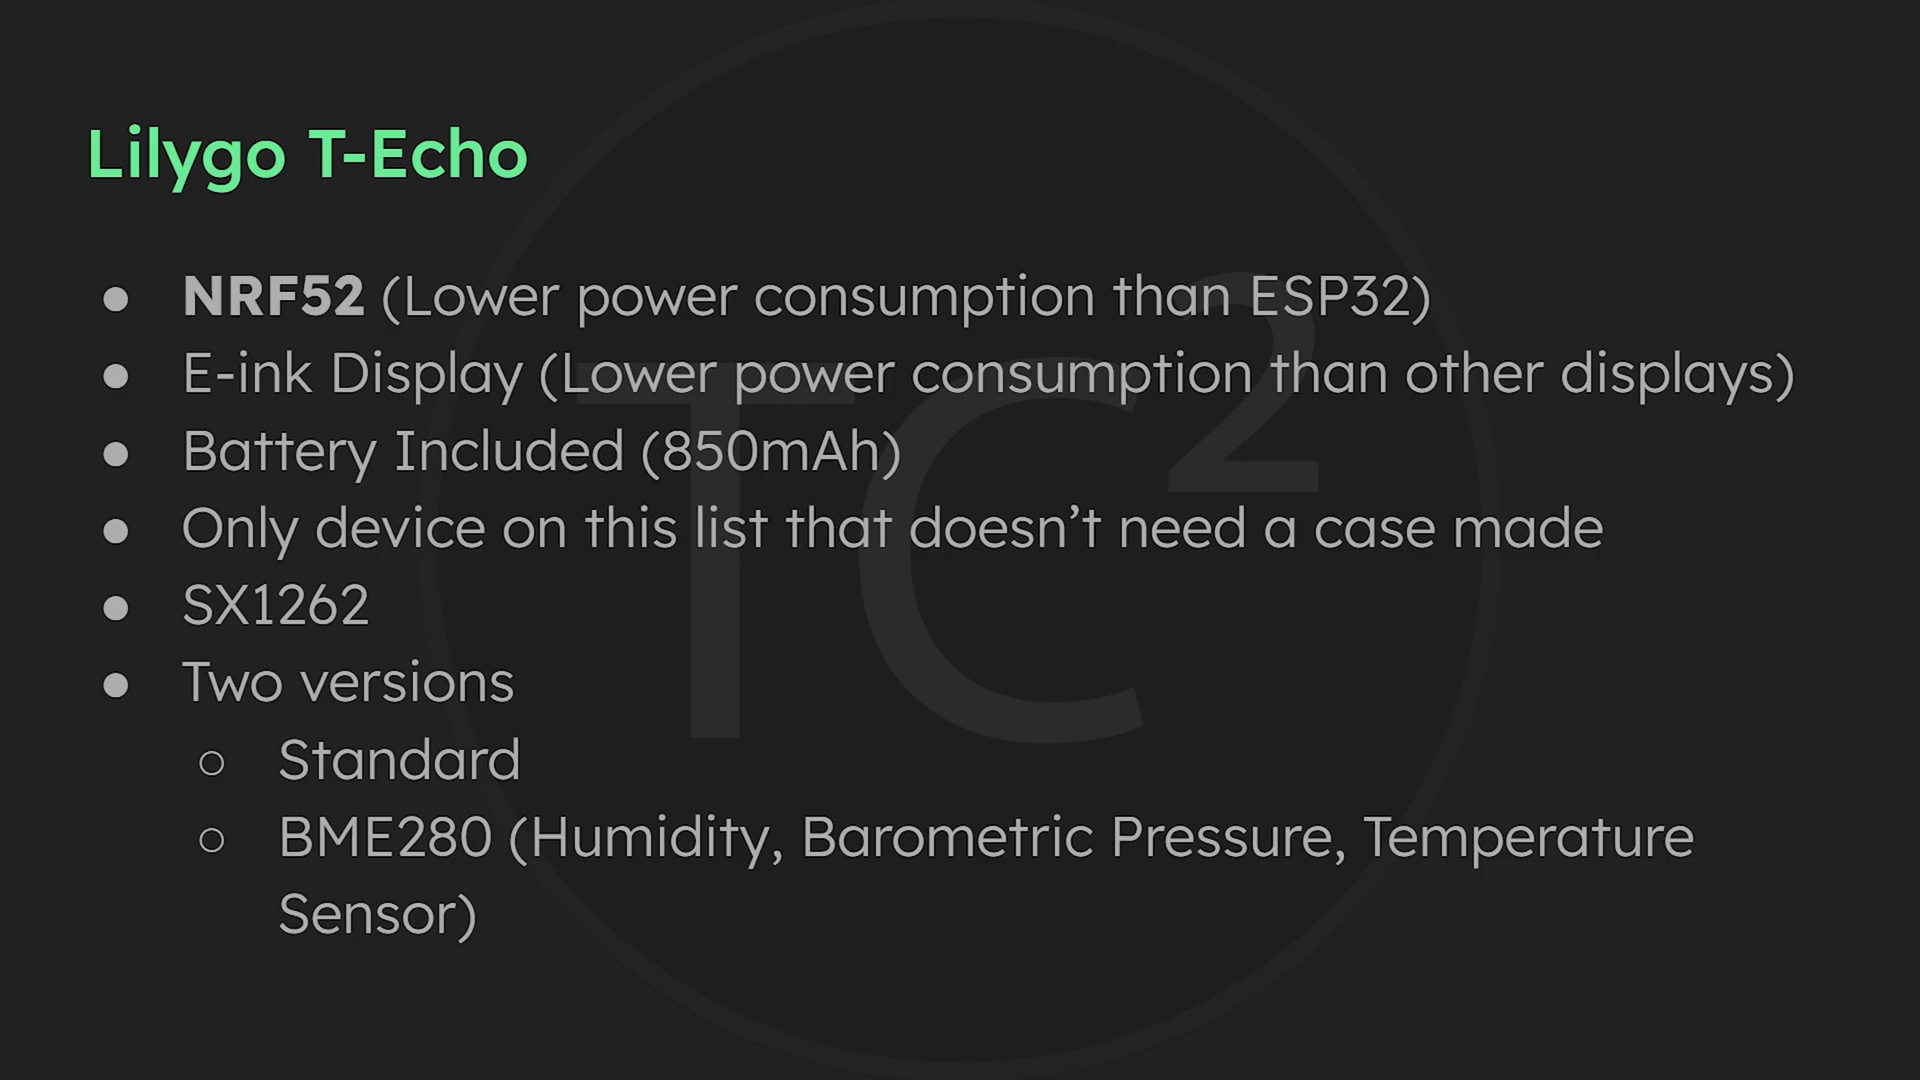 Lilygo T-Echo
● NRF52 (Lower power consumption than ESP32)
● E-ink Display (Lower power consumption than other displays)
● Battery Included (850mAh)
● Only device on this list that doesn’t need a case made
● SX1262
● Two versions
○ Standard
○ BME280 (Humidity, Barometric Pressure, Temperature
Sensor)
TC²